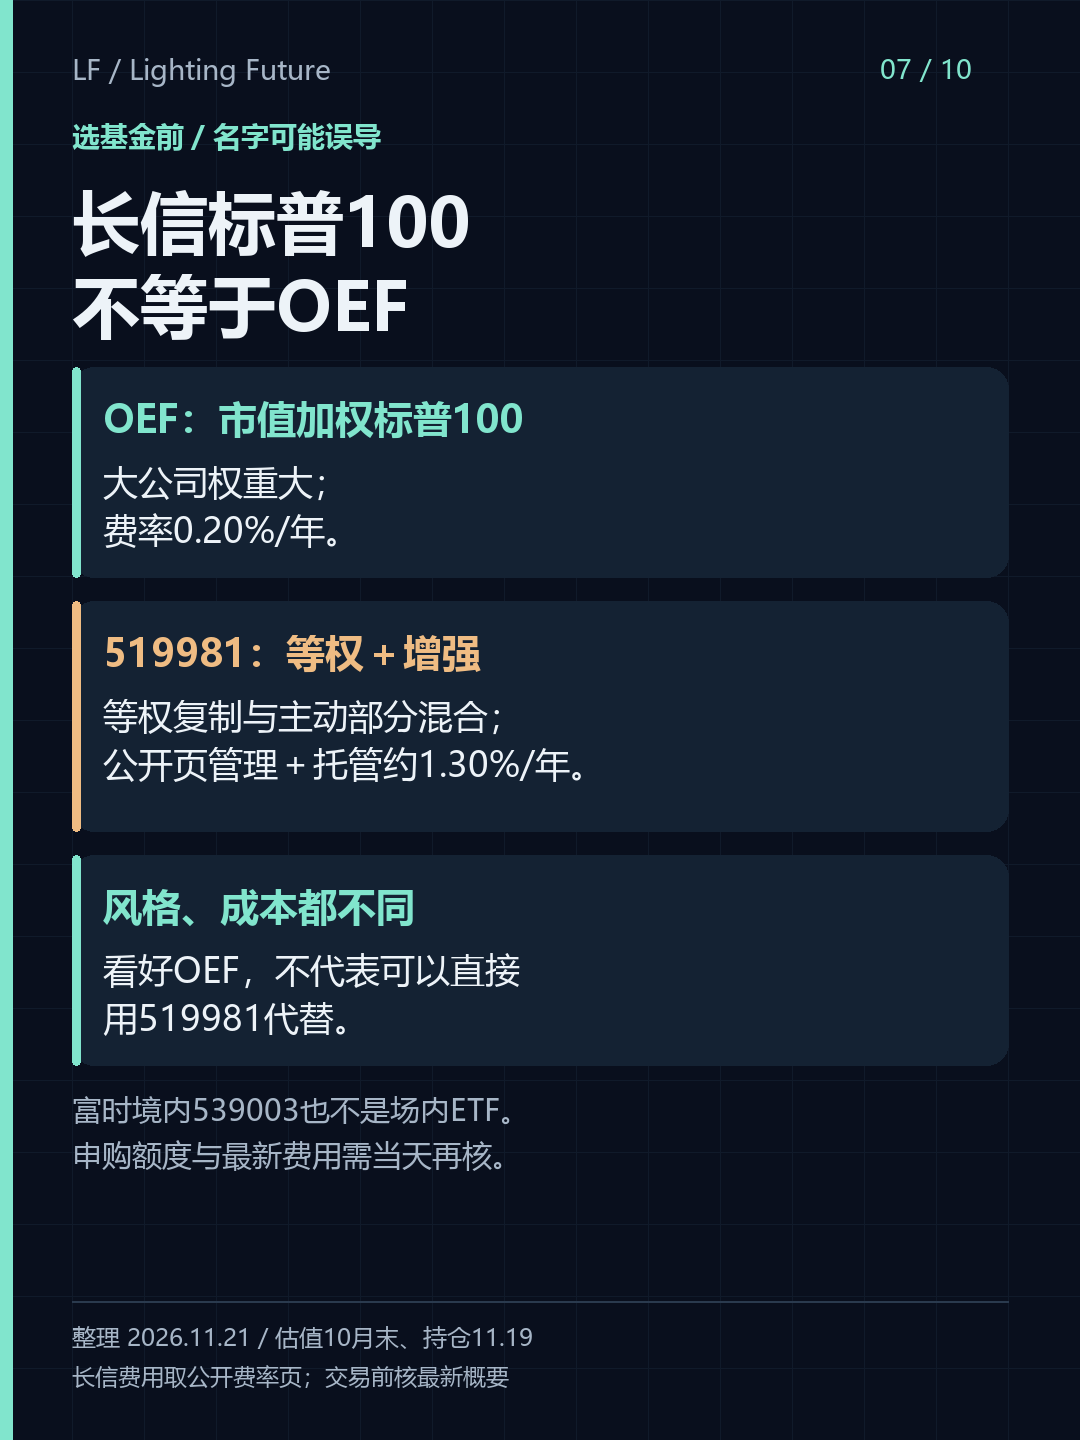 LF / Lighting Future
07 / 10
选基金前 / 名字可能误导
长信标普100
不等于OEF
OEF：市值加权标普100
大公司权重大；
费率0.20%/年。
519981：等权＋增强
等权复制与主动部分混合；
公开页管理＋托管约1.30%/年。
风格、成本都不同
看好OEF，不代表可以直接
用519981代替。
富时境内539003也不是场内ETF。
申购额度与最新费用需当天再核。
整理 2026.11.21 / 估值10月末、持仓11.19
长信费用取公开费率页；交易前核最新概要